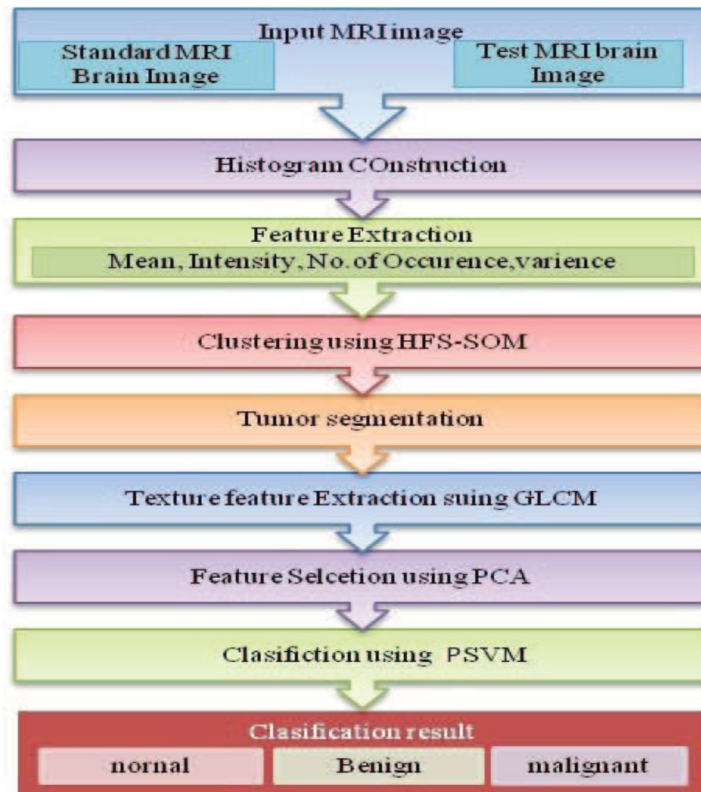 Input MRI image
Standard MRI
Brain Image
Test MRI brain
Image
Histogram COnstruction
Feature Extraction
Mean, Intensity, No. of Occurence,varience
Clustering using HFS-SOM
Tumor segmentation
Texture feature Extraction suing GLCM
Feature Selcetion using PCA
Clasifiction using PSVM
Clasification result
nornal
Benign
malignant